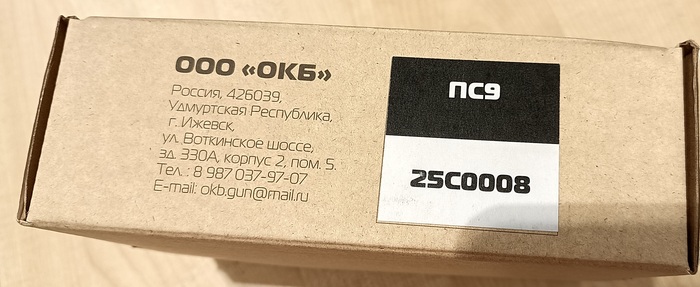 ООО «ОКБ»
Россия, 426039,
Удмуртская Республика,
г. Ижевск,
ул. Воткинское шоссе,
зд. 330А, корпус 2, пом. 5.
Тел.: 8 987 037-97-07
E-mail: okb.gun@mail.ru
ПС9
25С0008